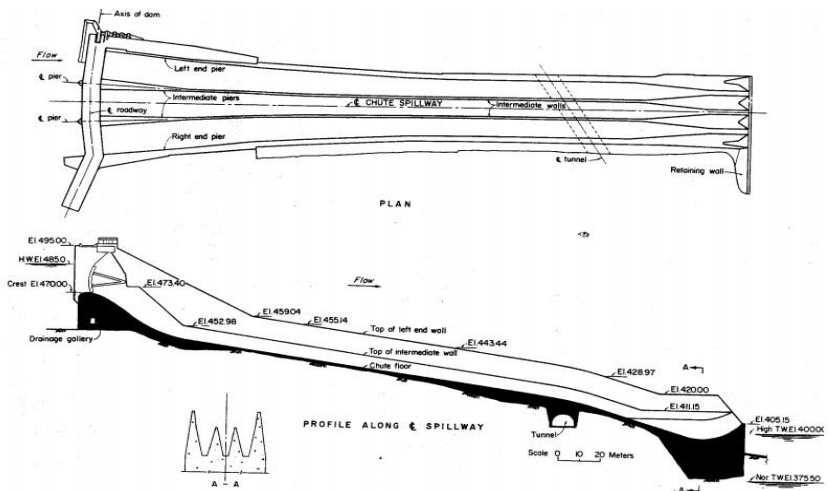 Axis of dam
Flow
Left end pier
℄ pier
Intermediate piers
℄ CHUTE SPILLWAY
Intermediate walls
℄ roadway
℄ pier
Right end pier
℄ tunnel
Retaining wall
PLAN
El.495.00
H.W.El.485.0
Crest El.470.00
El.473.40
Flow
El.459.04
El.455.14
El.452.98
Top of left end wall
El.443.44
Drainage gallery
Top of intermediate wall
Chute floor
El.428.97
A
El.420.00
El.411.15
El.405.15
High T.W.El.400.00
PROFILE ALONG ℄ SPILLWAY
Tunnel
Scale 0 10 20 Meters
A - A
A
Nor. T.W.El.375.50